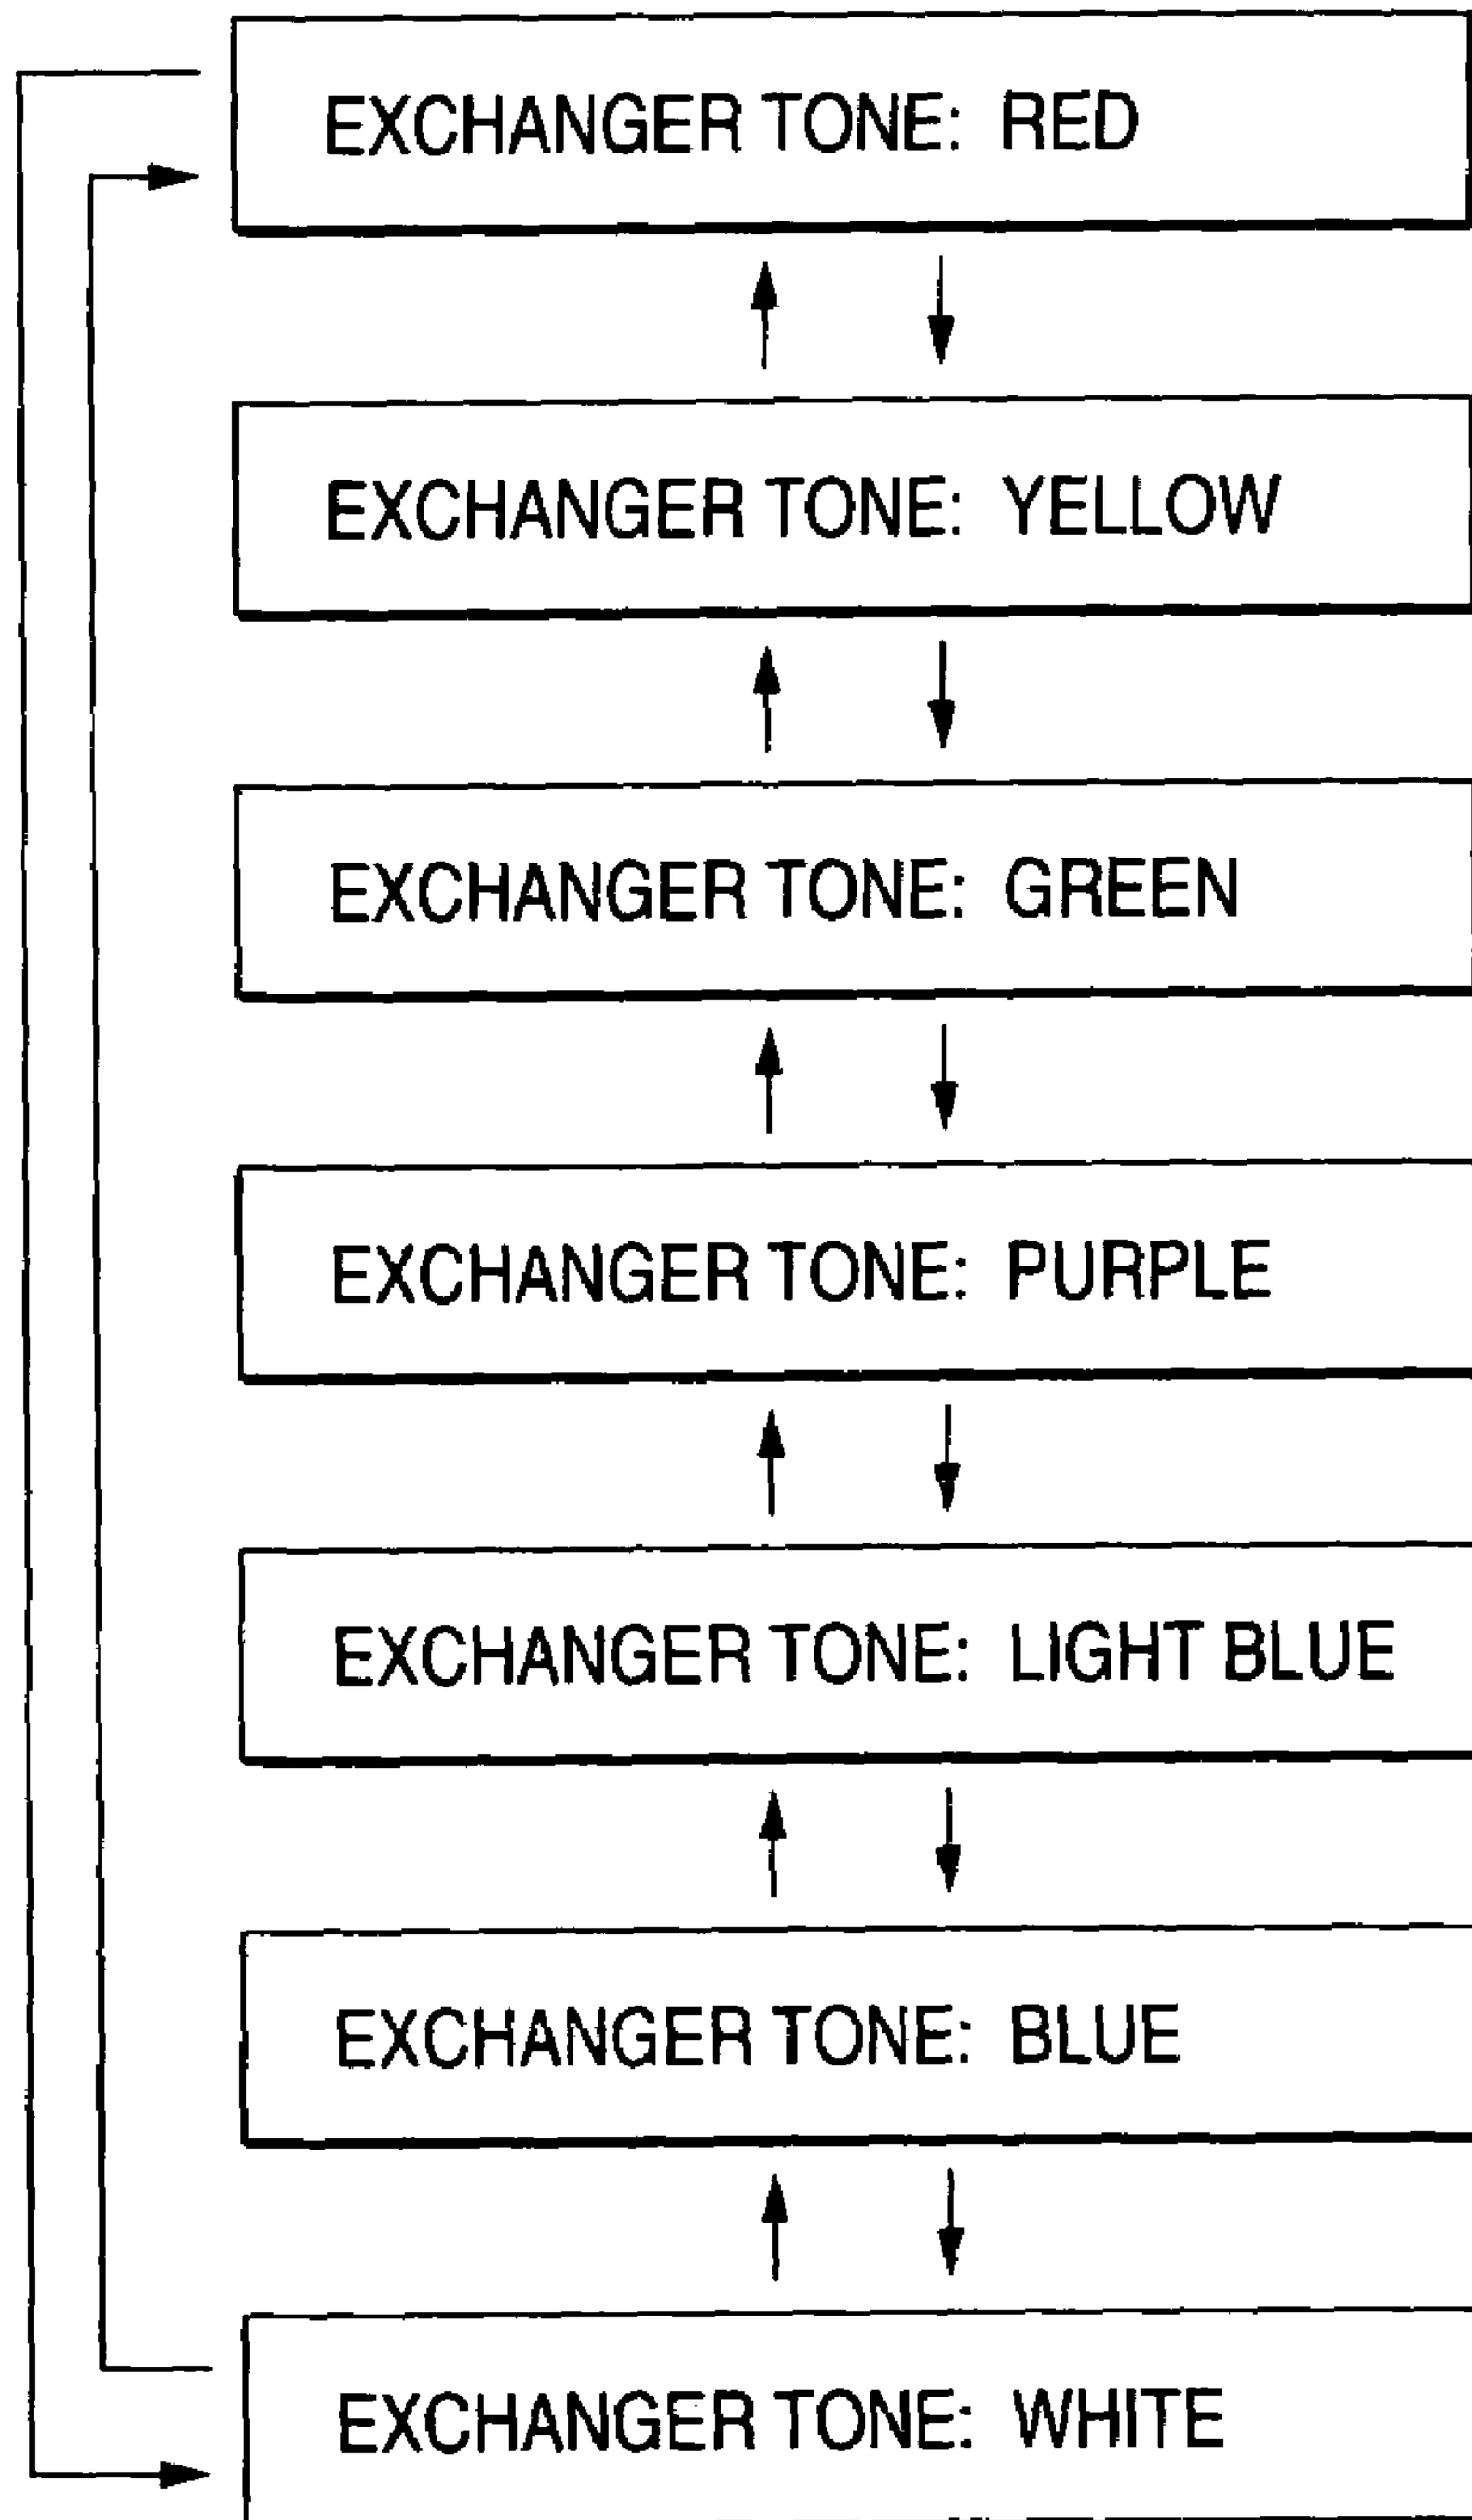 EXCHANGER TONE: RED
EXCHANGER TONE: YELLOW
EXCHANGER TONE: GREEN
EXCHANGER TONE: PURPLE
EXCHANGER TONE: LIGHT BLUE
EXCHANGER TONE: BLUE
EXCHANGER TONE: WHITE